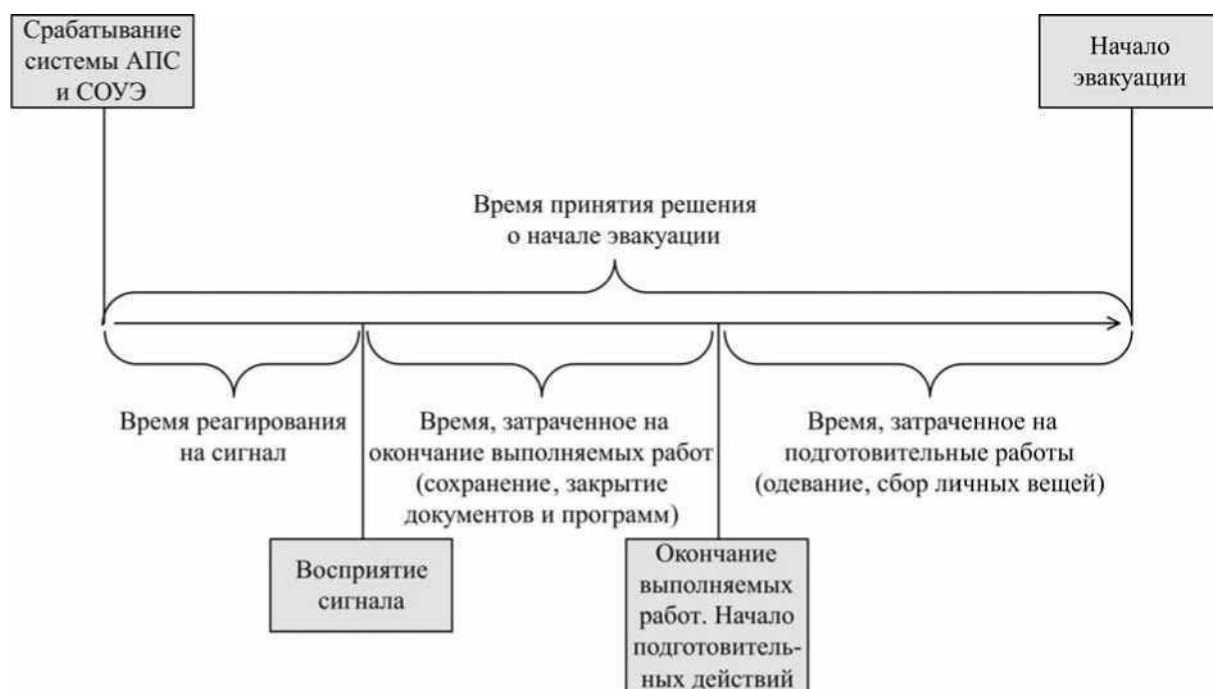 Срабатывание
системы АПС
и СОУЭ
Начало
эвакуации
Время принятия решения
о начале эвакуации
Время реагирования
на сигнал
Время, затраченное на
окончание выполняемых работ
(сохранение, закрытие
документов и программ)
Время, затраченное на
подготовительные работы
(одевание, сбор личных вещей)
Восприятие
сигнала
Окончание
выполняемых
работ. Начало
подготовитель-
ных действий